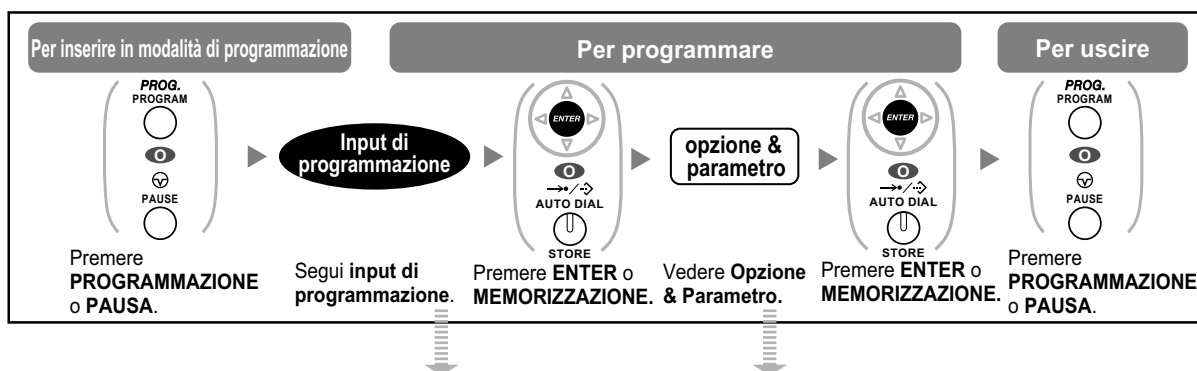 Per inserire in modalità di programmazione
Per programmare
Per uscire
PROG.
PROGRAM
O
PAUSE
Premere
PROGRAMMAZIONE
o PAUSA.
Input di
programmazione
Segui input di
programmazione.
ENTER
O
AUTO DIAL
STORE
Premere ENTER o
MEMORIZZAZIONE.
opzione &
parametro
Vedere Opzione
& Parametro.
ENTER
O
AUTO DIAL
STORE
Premere ENTER o
MEMORIZZAZIONE.
PROG.
PROGRAM
O
PAUSE
Premere
PROGRAMMAZIONE
o PAUSA.